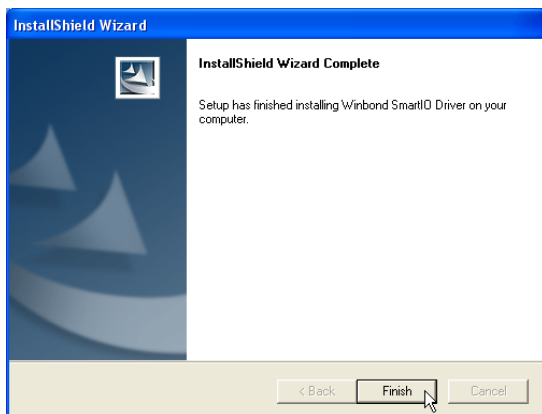 InstallShield Wizard
InstallShield Wizard Complete
Setup has finished installing Winbond SmartIO Driver on your
computer.
< Back
Finish
Cancel